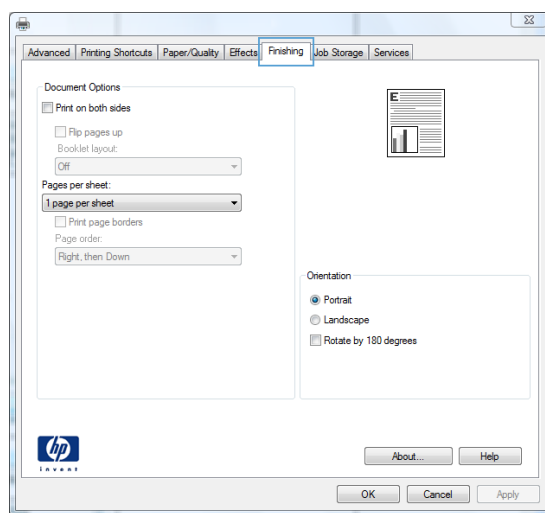 Advanced Printing Shortcuts Paper/Quality Effects Finishing Job Storage Services
Document Options
Print on both sides
Flip pages up
Booklet layout:
Off
Pages per sheet:
1 page per sheet
Print page borders
Page order:
Right, then Down
E
Orientation
Portrait
Landscape
Rotate by 180 degrees
hp
invent
About... Help
OK Cancel Apply